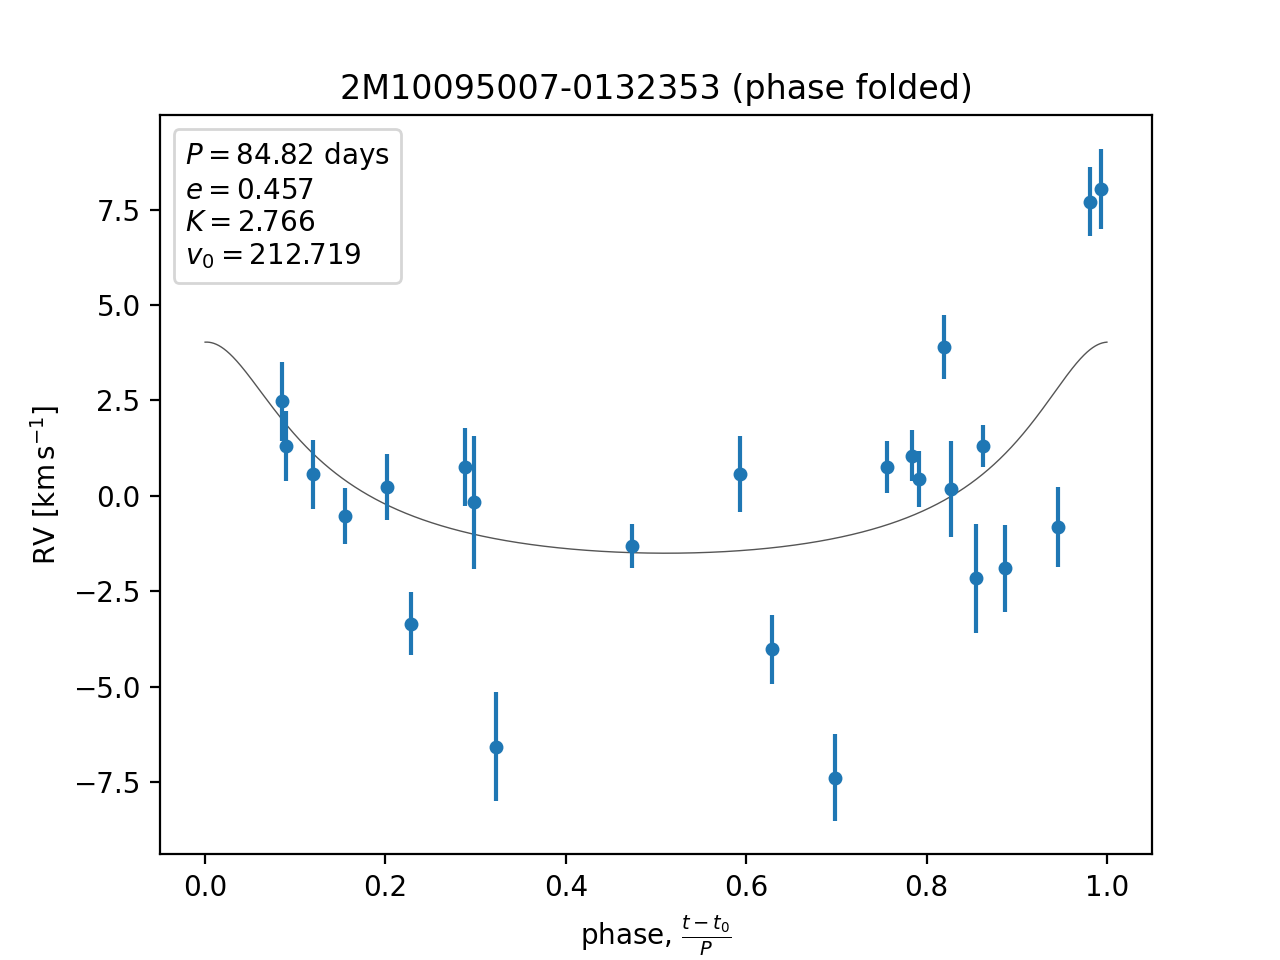 2M10095007-0132353 (phase folded)
P = 84.82 days
e = 0.457
K = 2.766
v₀ = 212.719
RV [km s⁻¹]
7.5
5.0
2.5
0.0
−2.5
−5.0
−7.5
0.0 0.2 0.4 0.6 0.8 1.0
phase, (t − t₀)/P